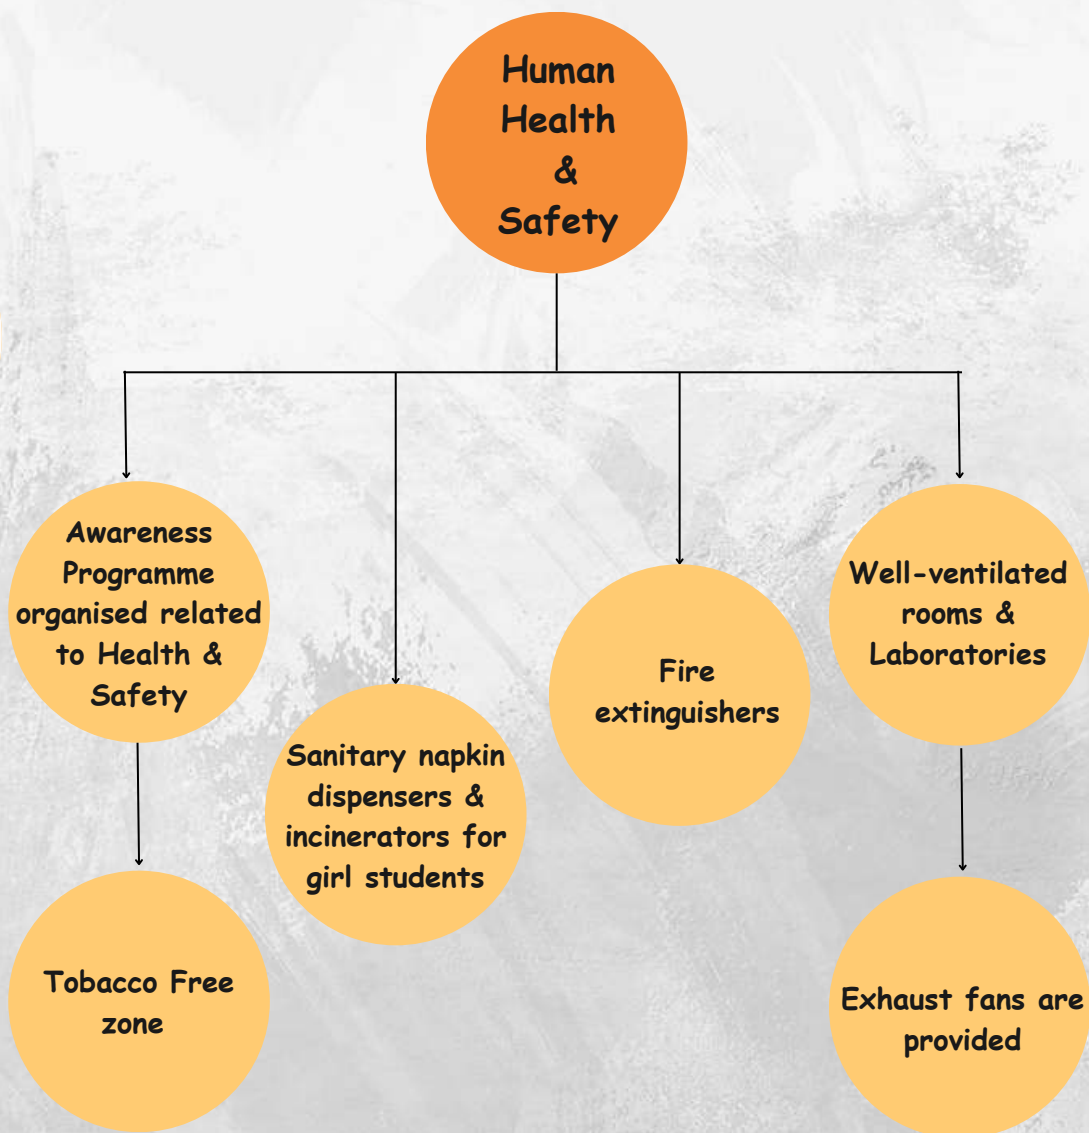 Human
Health
&
Safety
Awareness
Programme
organised related
to Health &
Safety
Sanitary napkin
dispensers &
incinerators for
girl students
Fire
extinguishers
Well-ventilated
rooms &
Laboratories
Tobacco Free
zone
Exhaust fans are
provided